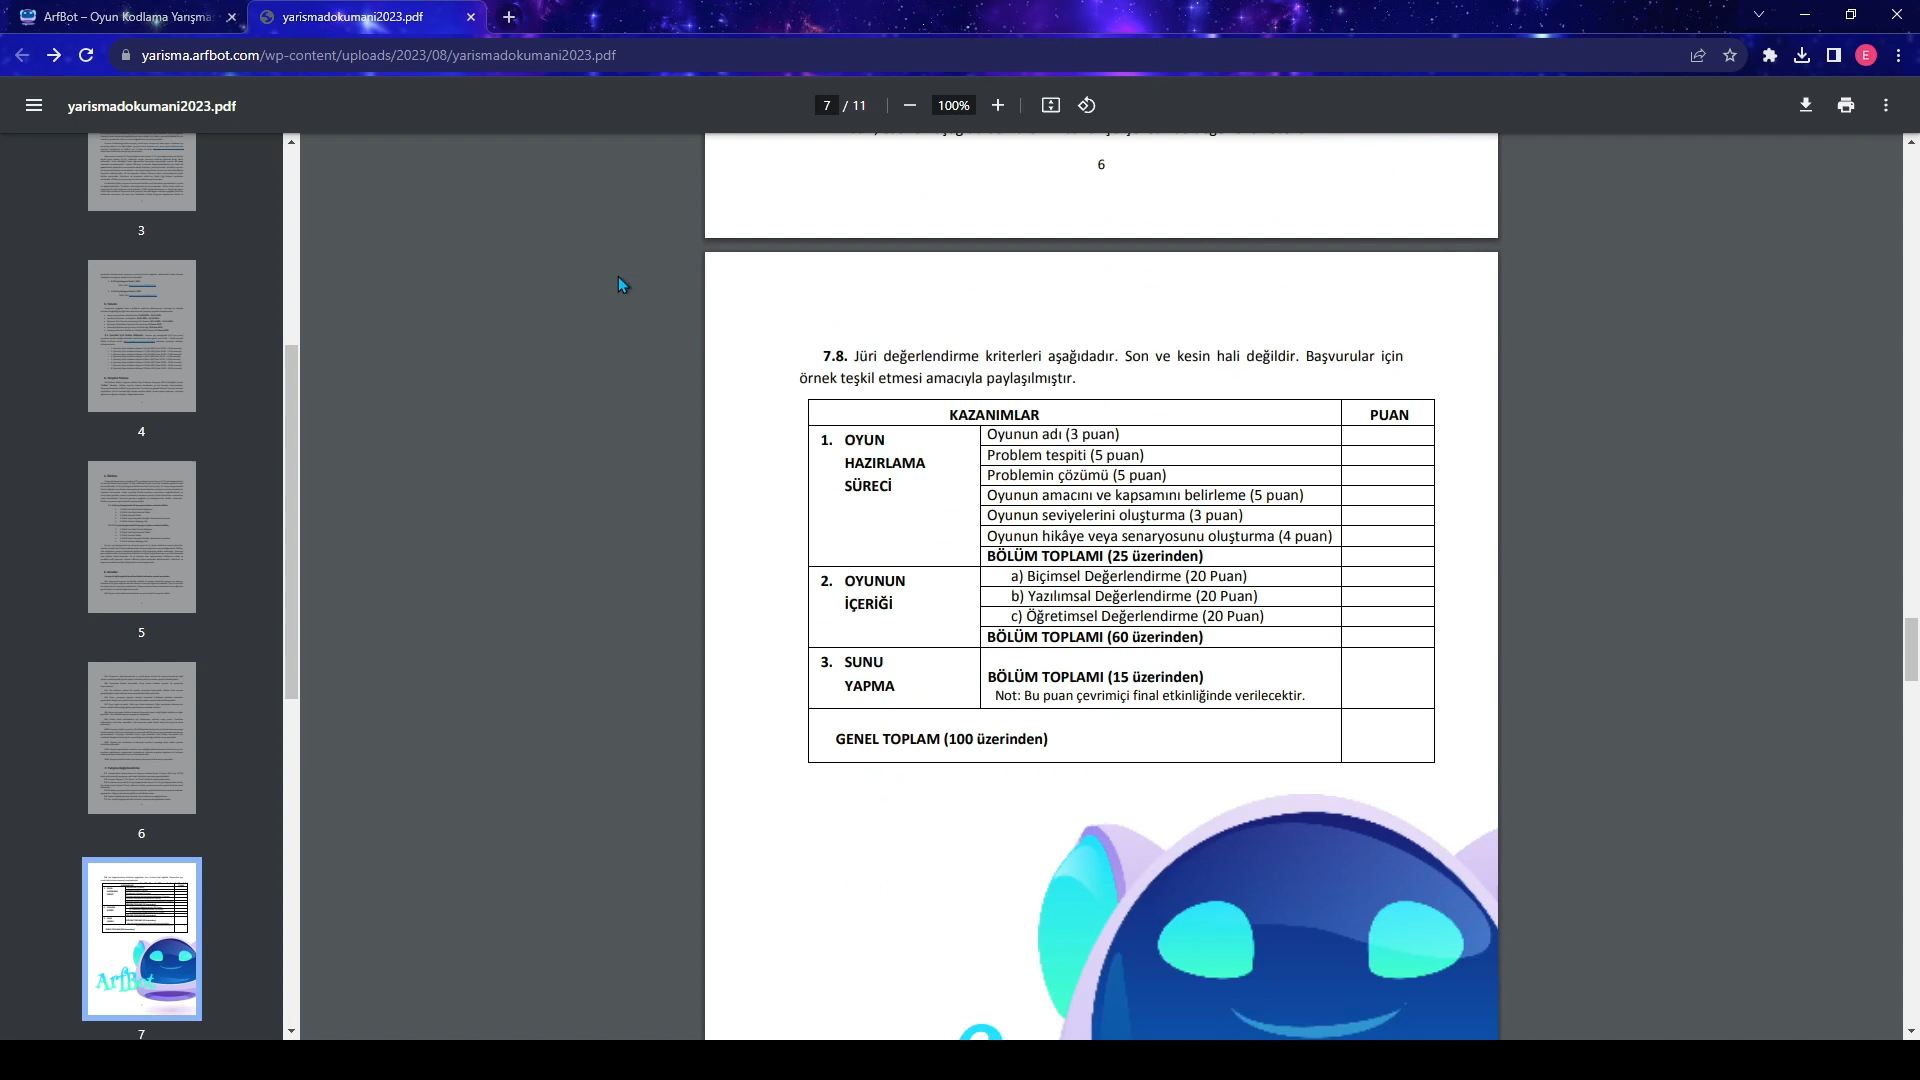 ArfBot – Oyun Kodlama Yarışma
yarismadokumani2023.pdf
yarisma.arfbot.com/wp-content/uploads/2023/08/yarismadokumani2023.pdf
E
yarismadokumani2023.pdf
7 / 11
100%
3
4
5
6
ArfBot
7
6
7.8. Jüri değerlendirme kriterleri aşağıdadır. Son ve kesin hali değildir. Başvurular için
örnek teşkil etmesi amacıyla paylaşılmıştır.
KAZANIMLAR PUAN
1. OYUN HAZIRLAMA SÜRECİ
Oyunun adı (3 puan)
Problem tespiti (5 puan)
Problemin çözümü (5 puan)
Oyunun amacını ve kapsamını belirleme (5 puan)
Oyunun seviyelerini oluşturma (3 puan)
Oyunun hikâye veya senaryosunu oluşturma (4 puan)
BÖLÜM TOPLAMI (25 üzerinden)
2. OYUNUN İÇERİĞİ
a) Biçimsel Değerlendirme (20 Puan)
b) Yazılımsal Değerlendirme (20 Puan)
c) Öğretimsel Değerlendirme (20 Puan)
BÖLÜM TOPLAMI (60 üzerinden)
3. SUNU YAPMA
BÖLÜM TOPLAMI (15 üzerinden)
Not: Bu puan çevrimiçi final etkinliğinde verilecektir.
GENEL TOPLAM (100 üzerinden)